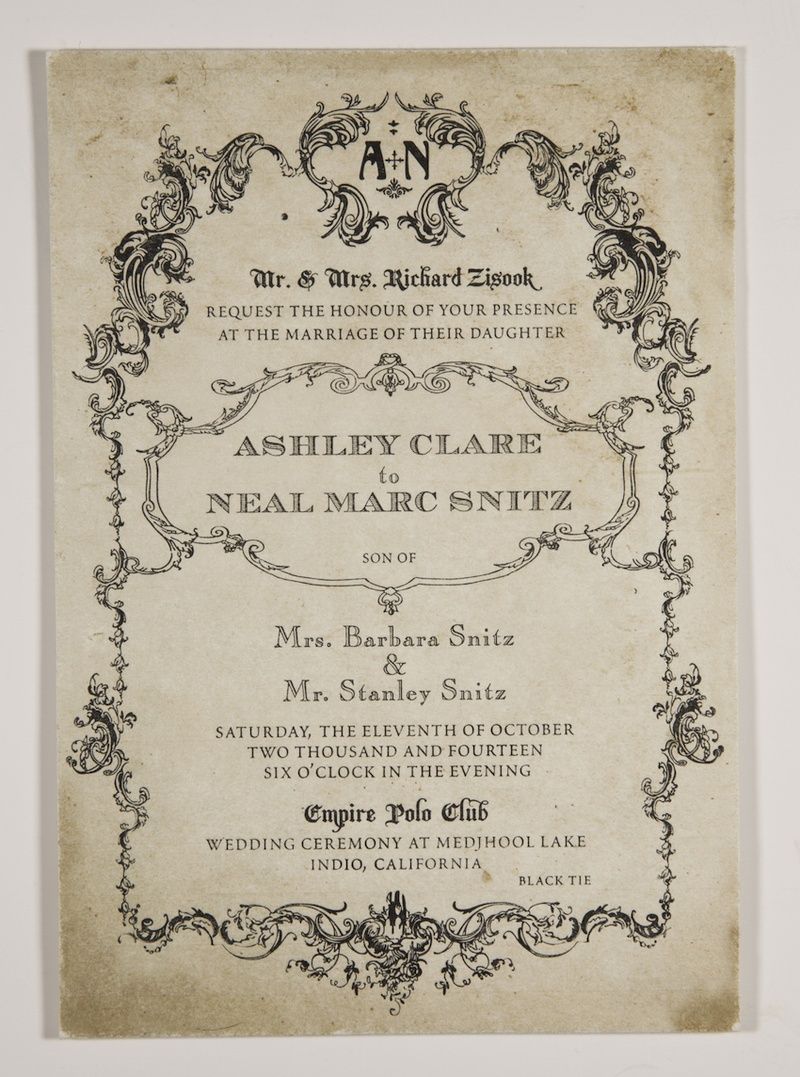 A + N
Mr. & Mrs. Richard Zisook
REQUEST THE HONOUR OF YOUR PRESENCE
AT THE MARRIAGE OF THEIR DAUGHTER
ASHLEY CLARE
to
NEAL MARC SNITZ
SON OF
Mrs. Barbara Snitz
&
Mr. Stanley Snitz
SATURDAY, THE ELEVENTH OF OCTOBER
TWO THOUSAND AND FOURTEEN
SIX O'CLOCK IN THE EVENING
Empire Polo Club
WEDDING CEREMONY AT MEDJHOOL LAKE
INDIO, CALIFORNIA
BLACK TIE